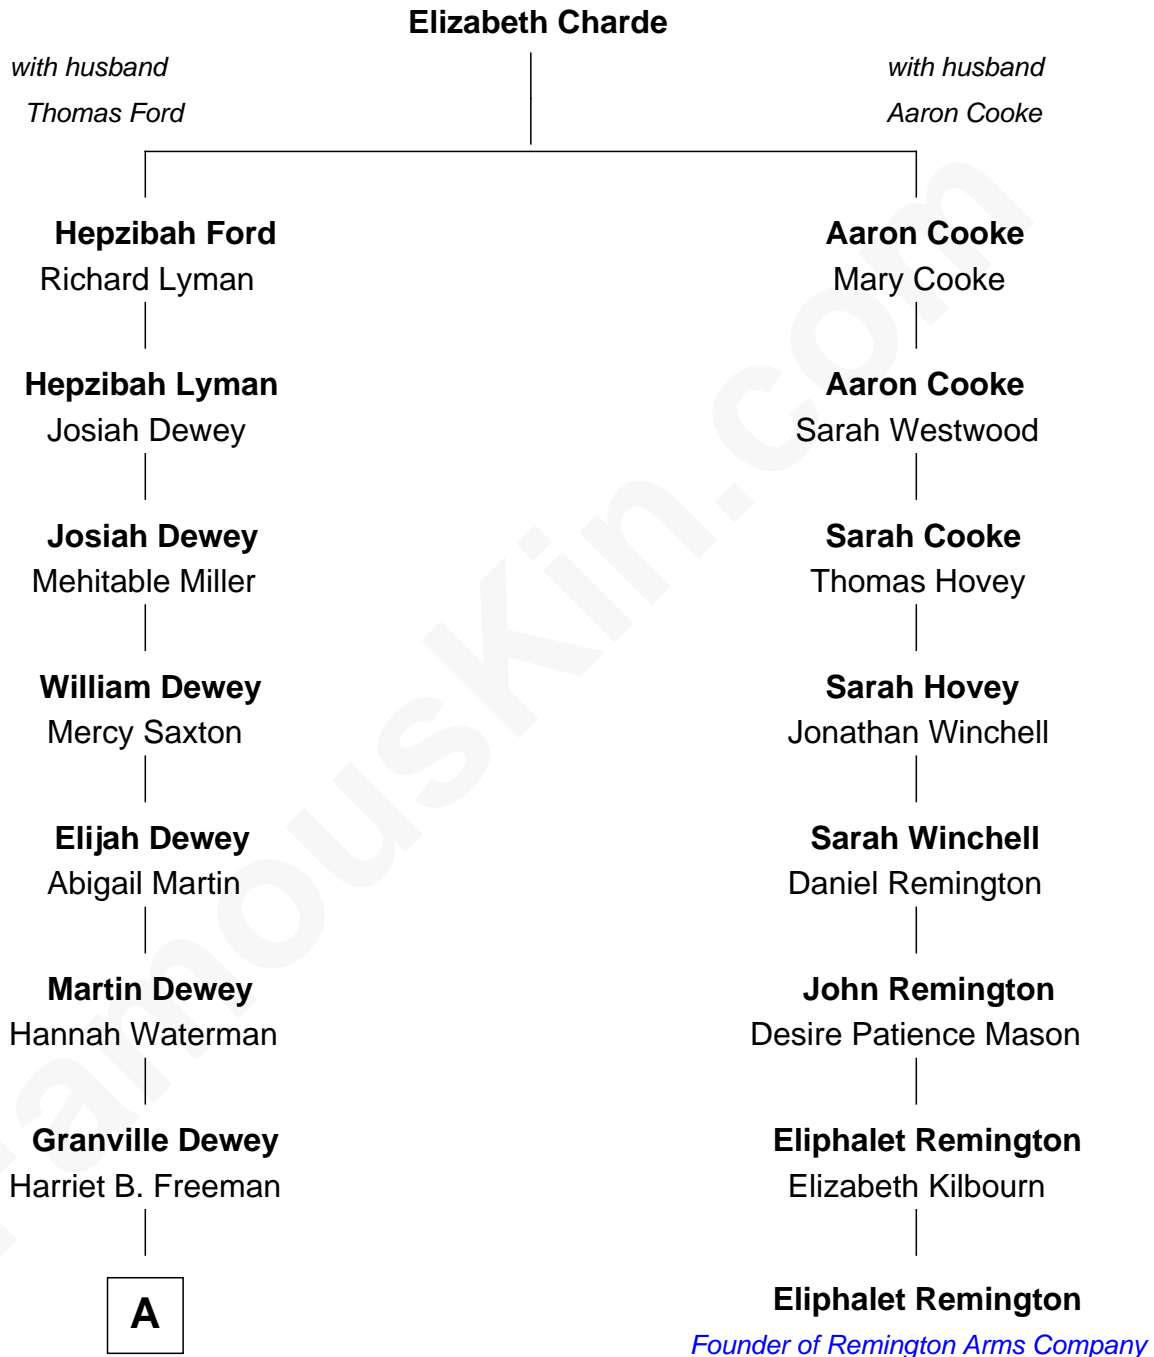 Elizabeth Charde
with husband
Thomas Ford
with husband
Aaron Cooke
Hepzibah Ford
Richard Lyman
Aaron Cooke
Mary Cooke
Hepzibah Lyman
Josiah Dewey
Aaron Cooke
Sarah Westwood
Josiah Dewey
Mehitable Miller
Sarah Cooke
Thomas Hovey
William Dewey
Mercy Saxton
Sarah Hovey
Jonathan Winchell
Elijah Dewey
Abigail Martin
Sarah Winchell
Daniel Remington
Martin Dewey
Hannah Waterman
John Remington
Desire Patience Mason
Granville Dewey
Harriet B. Freeman
Eliphalet Remington
Elizabeth Kilbourn
A
Eliphalet Remington
Founder of Remington Arms Company
FamousKin.com